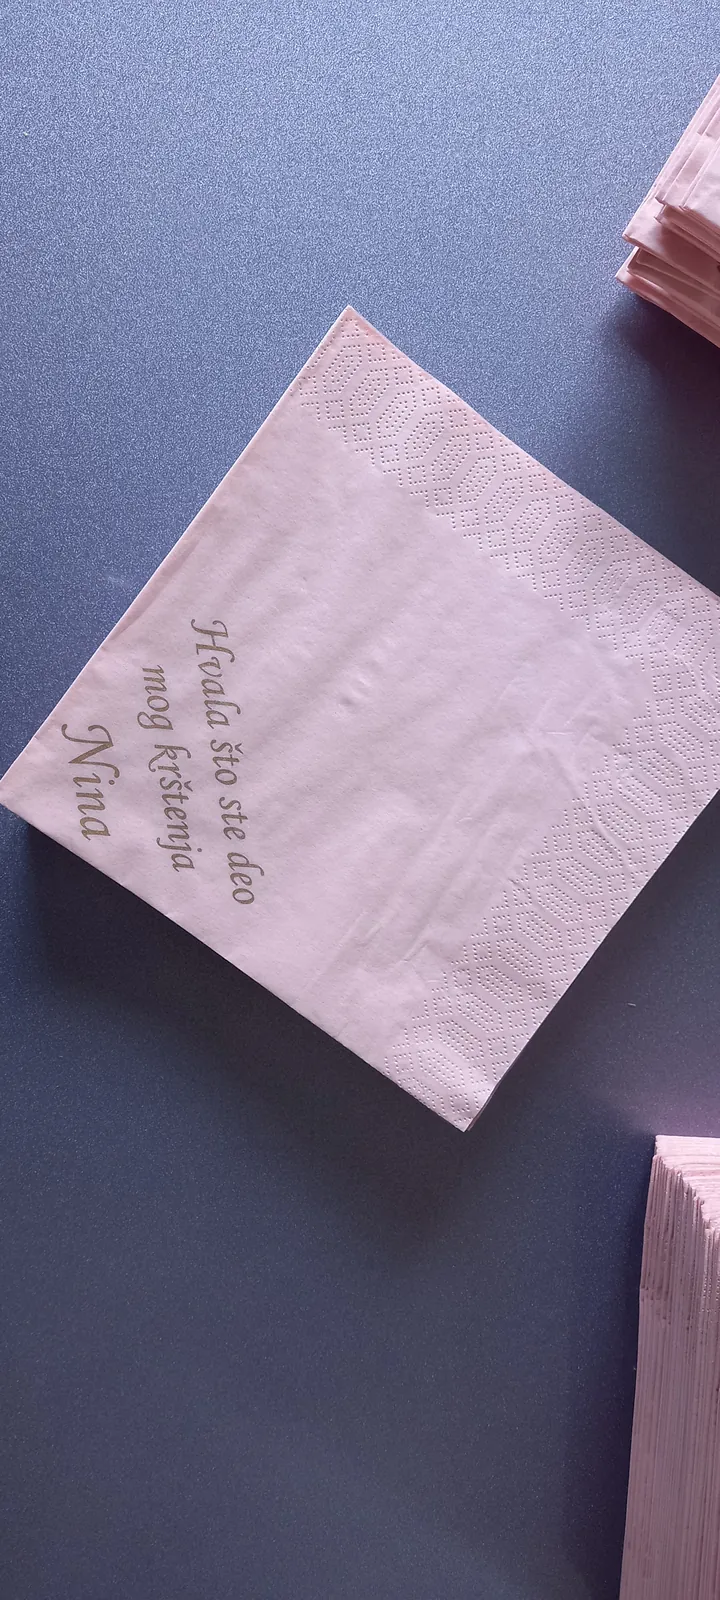 Hvala što ste deo
mog krštenja
Nina